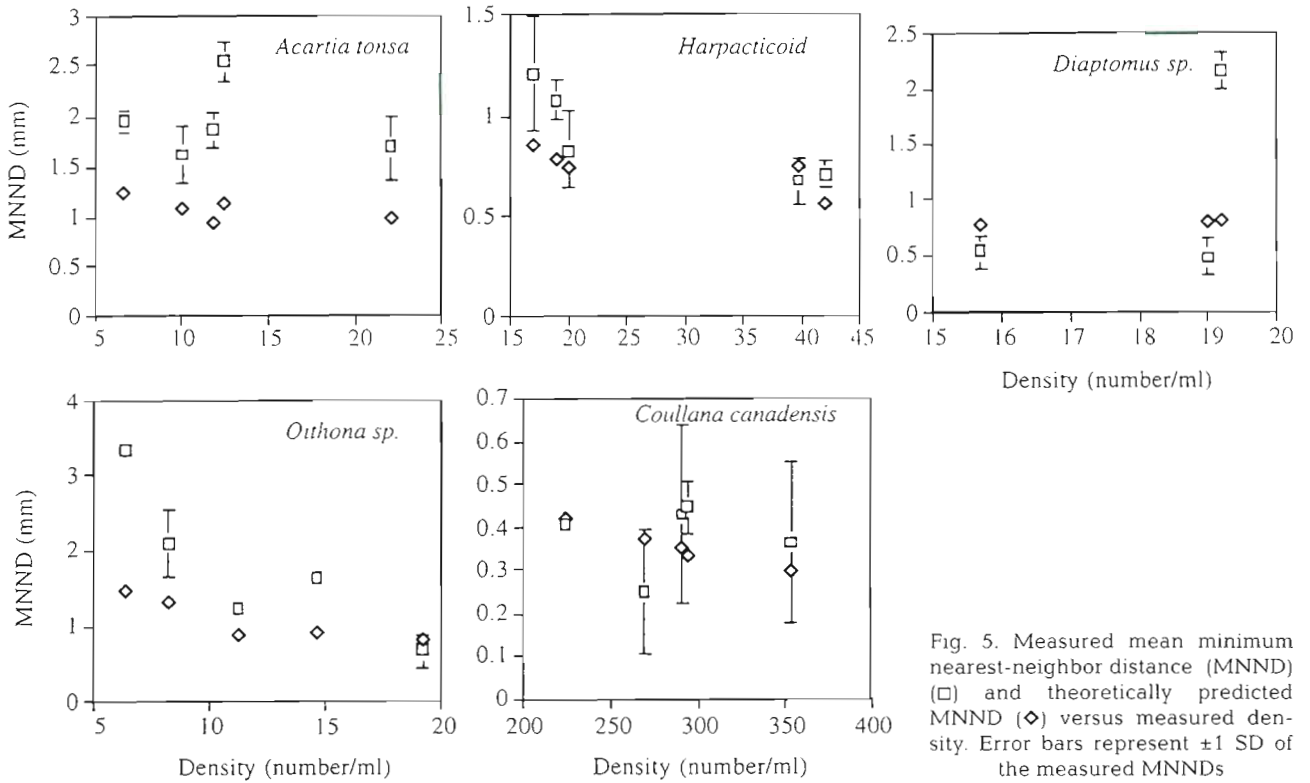 Acartia tonsa
MNND (mm)
3
2.5
2
1.5
1
0.5
0
5 10 15 20 25
Harpacticoid
1.5
1
0.5
0
15 20 25 30 35 40 45
Diaptomus sp.
2.5
2
1.5
1
0.5
0
15 16 17 18 19 20
Density (number/ml)
Oithona sp.
MNND (mm)
4
3
2
1
0
5 10 15 20
Density (number/ml)
Coullana canadensis
0.7
0.6
0.5
0.4
0.3
0.2
0.1
0
200 250 300 350 400
Density (number/ml)
Fig. 5. Measured mean minimum
nearest-neighbor distance (MNND)
(□) and theoretically predicted
MNND (◇) versus measured den-
sity. Error bars represent ±1 SD of
the measured MNNDs